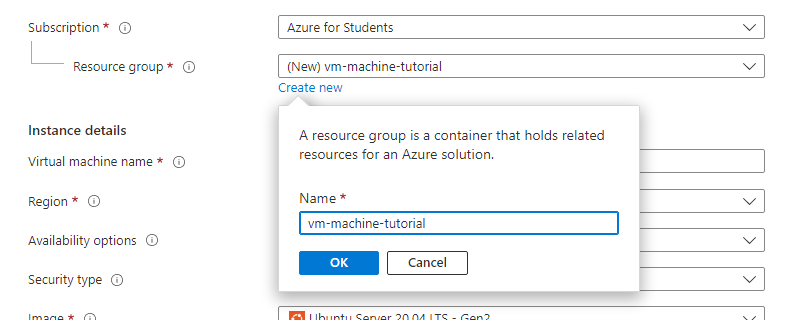 Subscription * Azure for Students
Resource group * (New) vm-machine-tutorial
Create new
A resource group is a container that holds related
resources for an Azure solution.
Name *
vm-machine-tutorial
OK Cancel
Instance details
Virtual machine name *
Region *
Availability options
Security type
Image * Ubuntu Server 20.04 LTS - Gen2